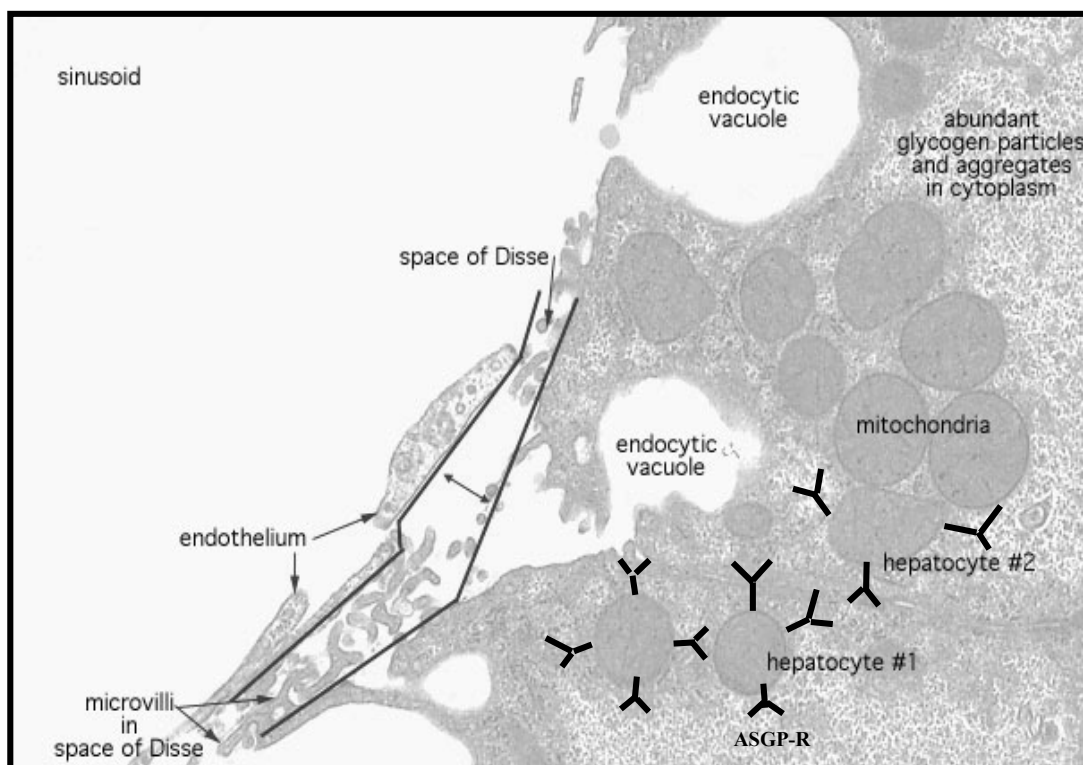 sinusoid
endocytic
vacuole
abundant
glycogen particles
and aggregates
in cytoplasm
space of Disse
mitochondria
endocytic
vacuole
endothelium
hepatocyte #2
hepatocyte #1
microvilli
in
space of Disse
ASGP-R